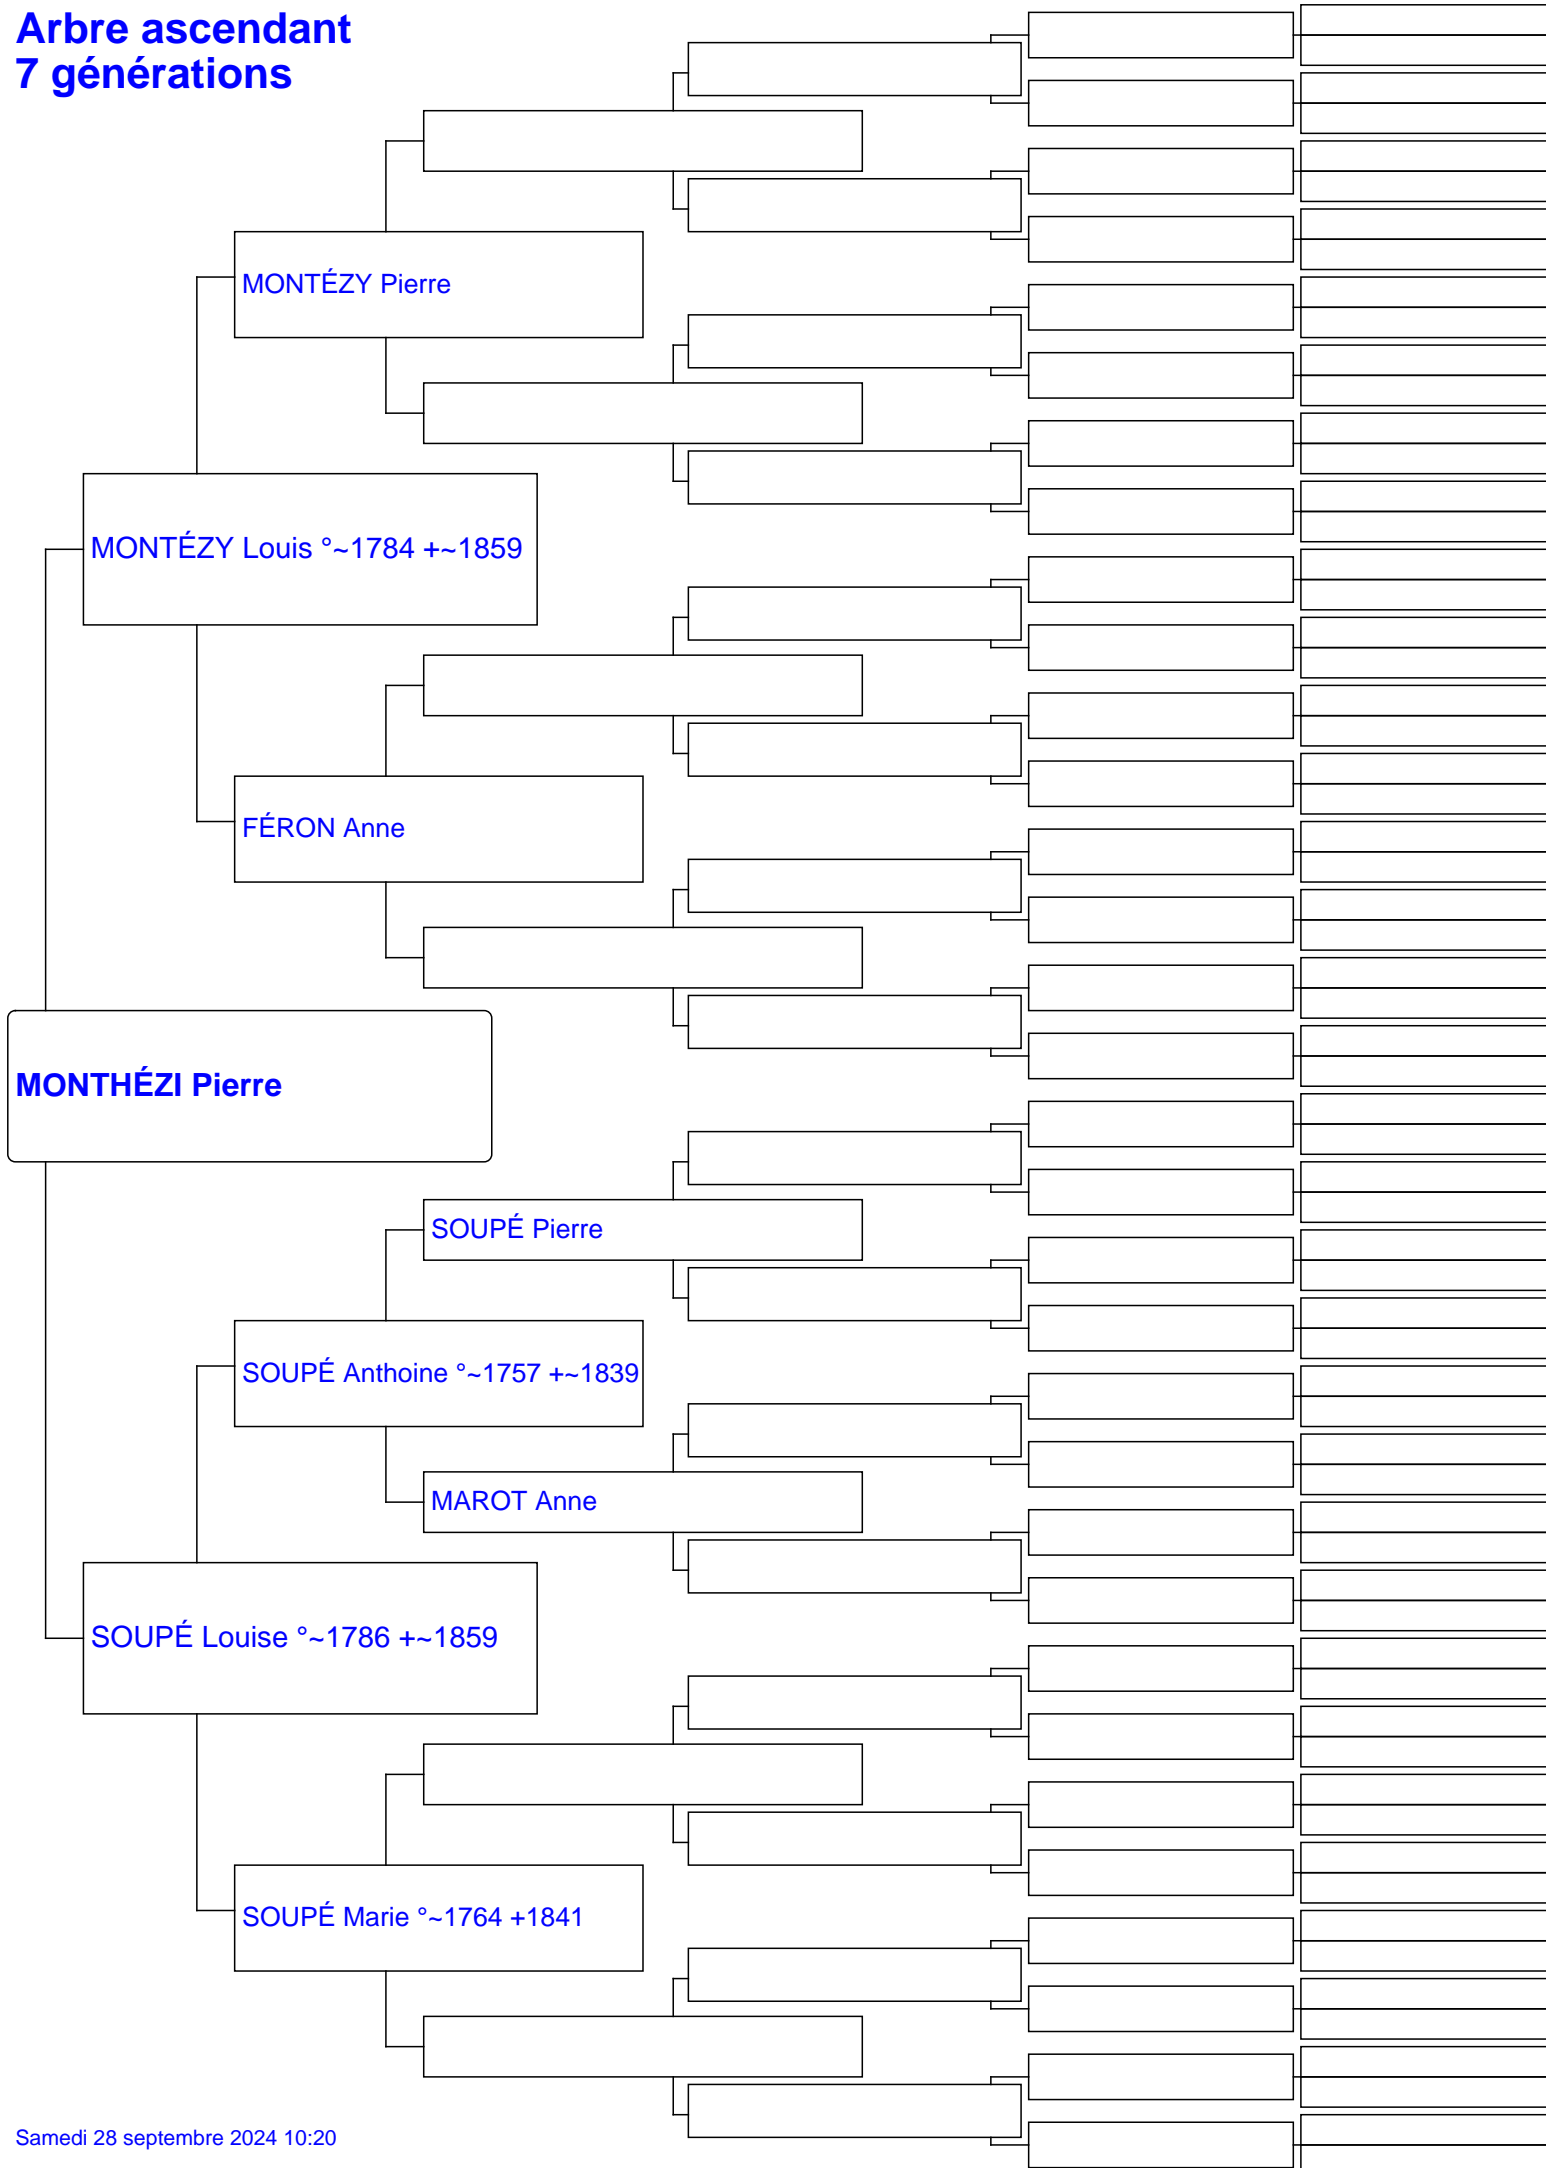 Arbre ascendant
7 générations
MONTÉZY Pierre
MONTÉZY Louis °~1784 +~1859
FÉRON Anne
MONTHÉZI Pierre
SOUPÉ Pierre
SOUPÉ Anthoine °~1757 +~1839
MAROT Anne
SOUPÉ Louise °~1786 +~1859
SOUPÉ Marie °~1764 +1841
Samedi 28 septembre 2024 10:20